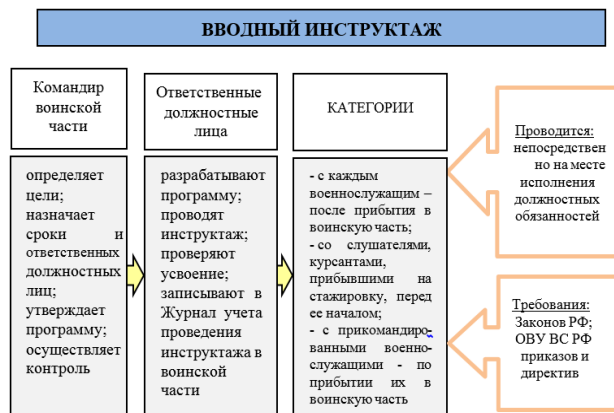 ВВОДНЫЙ ИНСТРУКТАЖ
Командир
воинской
части
определяет
цели;
назначает
сроки и
ответственных
должностных
лиц;
утверждает
программу;
осуществляет
контроль
Ответственные
должностные
лица
разрабатывают
программу;
проводят
инструктаж;
проверяют
усвоение;
записывают в
Журнал учета
проведения
инструктажа в
воинской
части
КАТЕГОРИИ
- с каждым
военнослужащим –
после прибытия в
воинскую часть;
-со слушателями,
курсантами,
прибывшими на
стажировку, перед
ее началом;
- с прикомандиро-
ванными военно-
служащими - по
прибытии их в
воинскую часть
Проводится:
непосредствен
но на месте
исполнения
должностных
обязанностей
Требования:
Законов РФ;
ОВУ ВС РФ
приказов и
директив